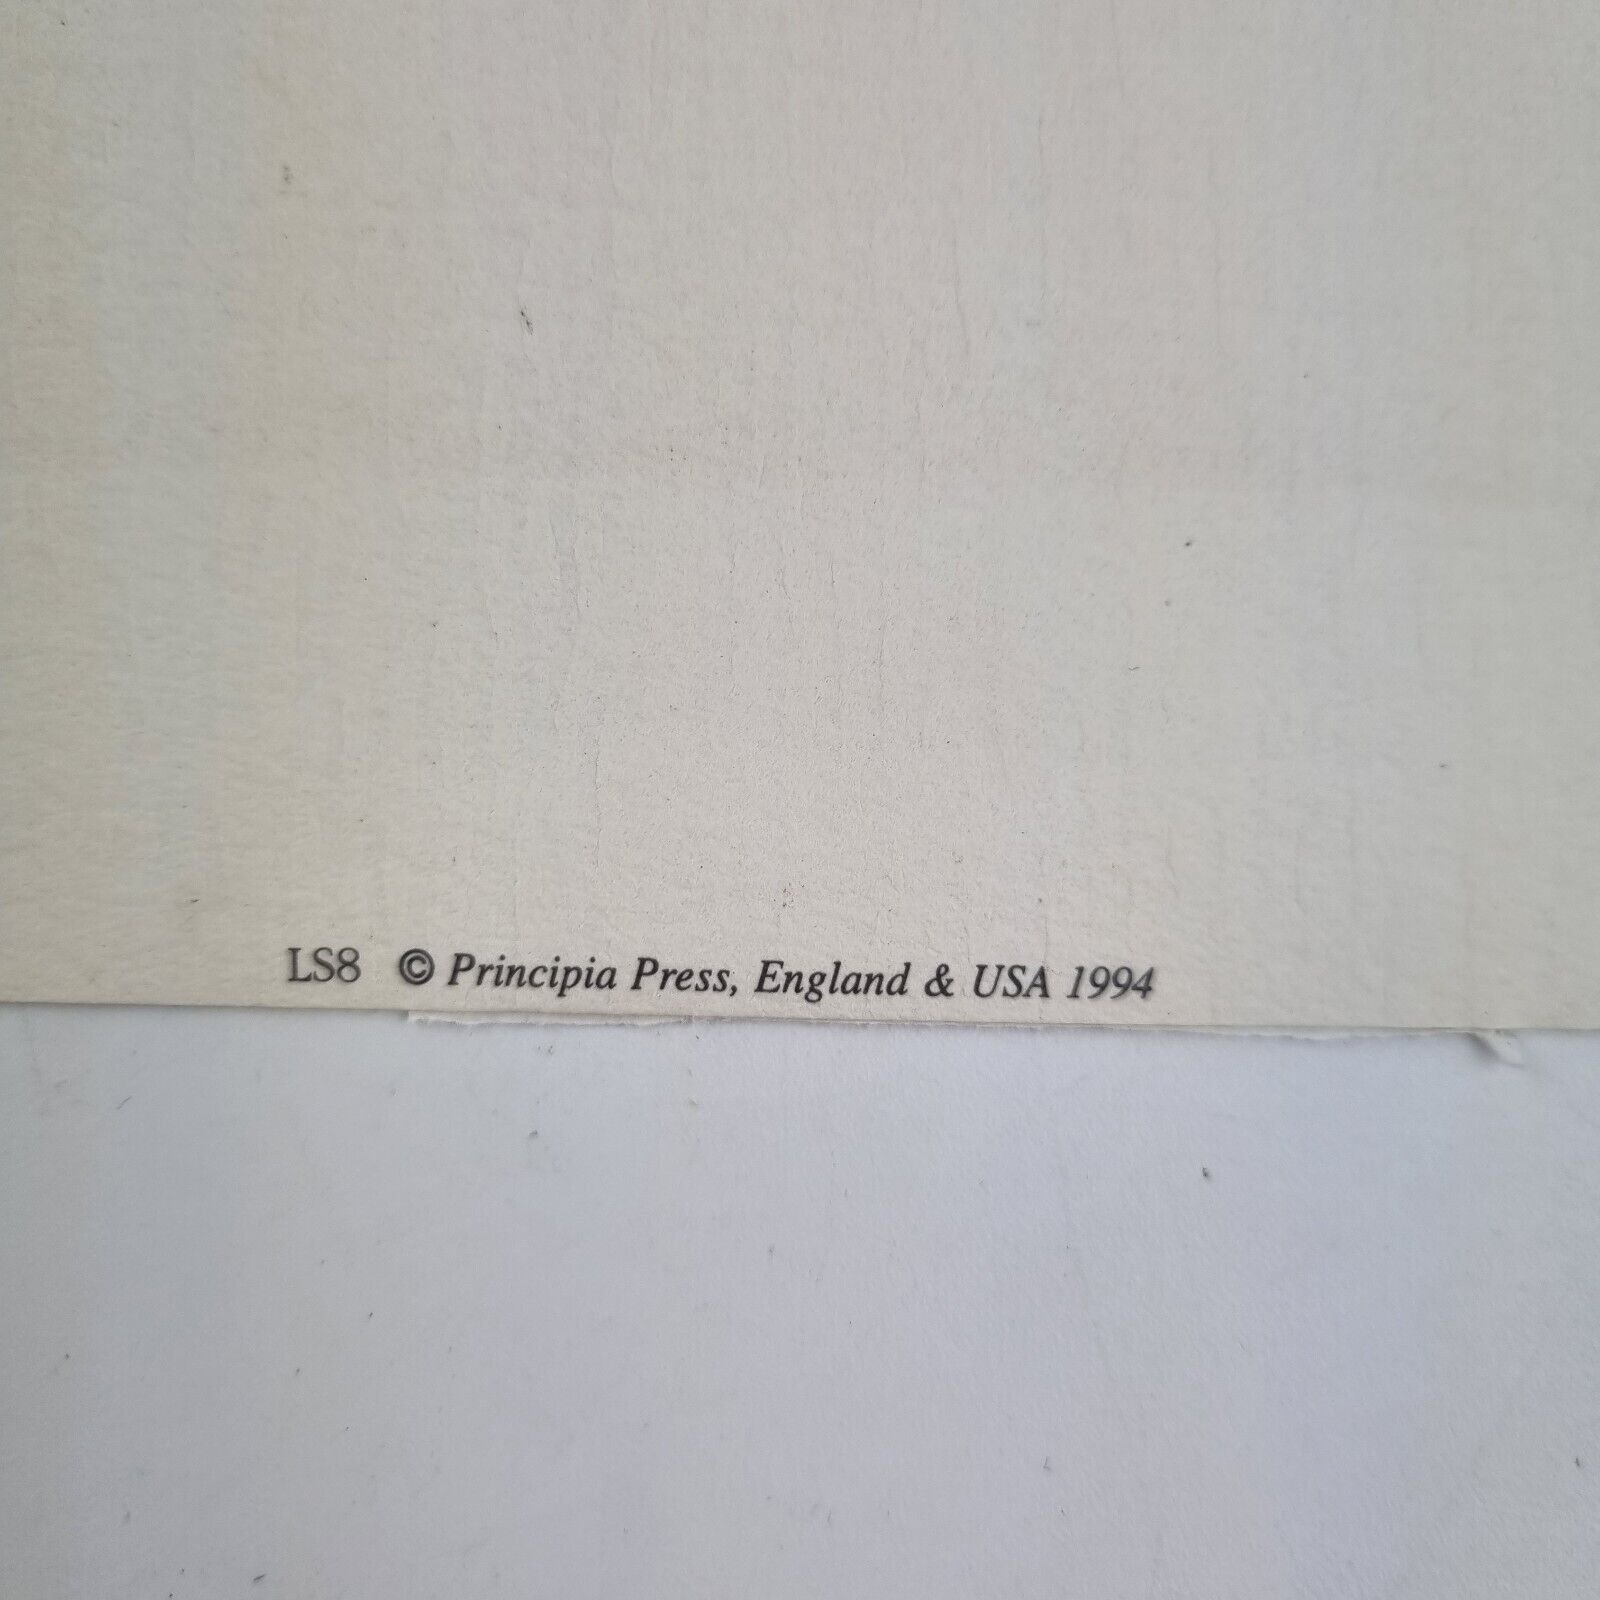 LS8 © Principia Press, England & USA 1994